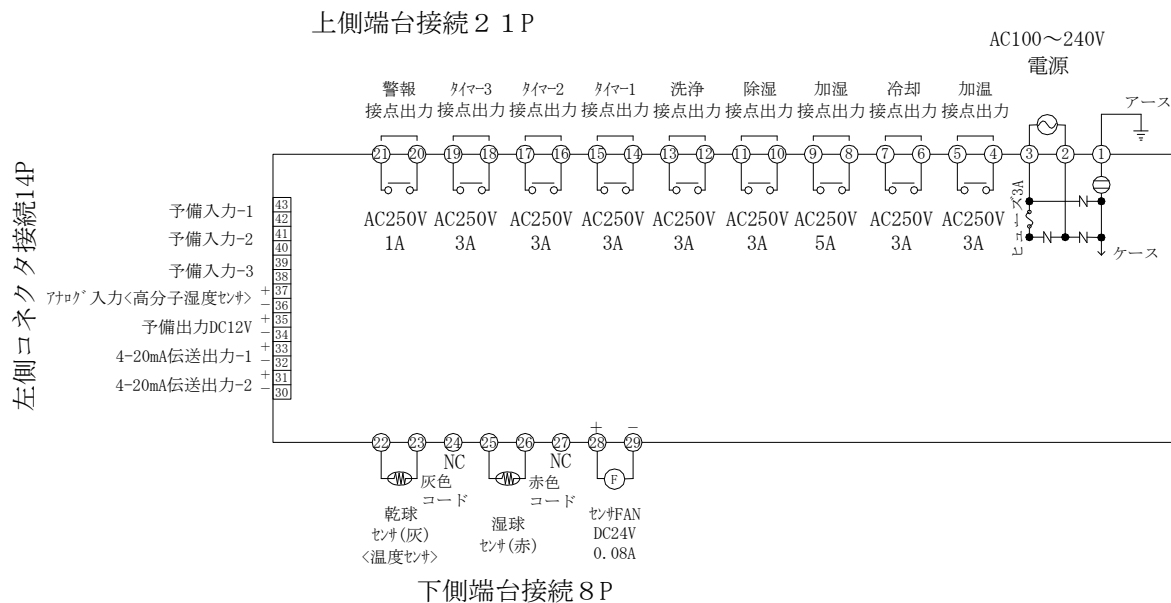 上側端台接続２１P
AC100～240V
電源
アース
警報
接点出力
ﾀｲﾏｰ3
接点出力
ﾀｲﾏｰ2
接点出力
ﾀｲﾏｰ1
接点出力
洗浄
接点出力
除湿
接点出力
加湿
接点出力
冷却
接点出力
加温
接点出力
21 20 19 18 17 16 15 14 13 12 11 10 9 8 7 6 5 4 3 2 1
AC250V
1A
AC250V
3A
AC250V
3A
AC250V
3A
AC250V
3A
AC250V
3A
AC250V
5A
AC250V
3A
AC250V
3A
ヒューズ3A
N
N
N
ケース
左側コネクタ接続14P
予備入力-1
43
42
予備入力-2
41
40
予備入力-3
39
38
ｱﾅﾛｸﾞ入力<高分子湿度ｾﾝｻ>
+ 37
- 36
予備出力DC12V
+ 35
- 34
4-20mA伝送出力-1
+ 33
- 32
4-20mA伝送出力-2
+ 31
- 30
+ -
22 23 24 25 26 27 28 29
NC
NC
灰色
コード
赤色
コード
F
乾球
ｾﾝｻ(灰)
<温度ｾﾝｻ>
湿球
ｾﾝｻ(赤)
ｾﾝｻFAN
DC24V
0.08A
下側端台接続８P